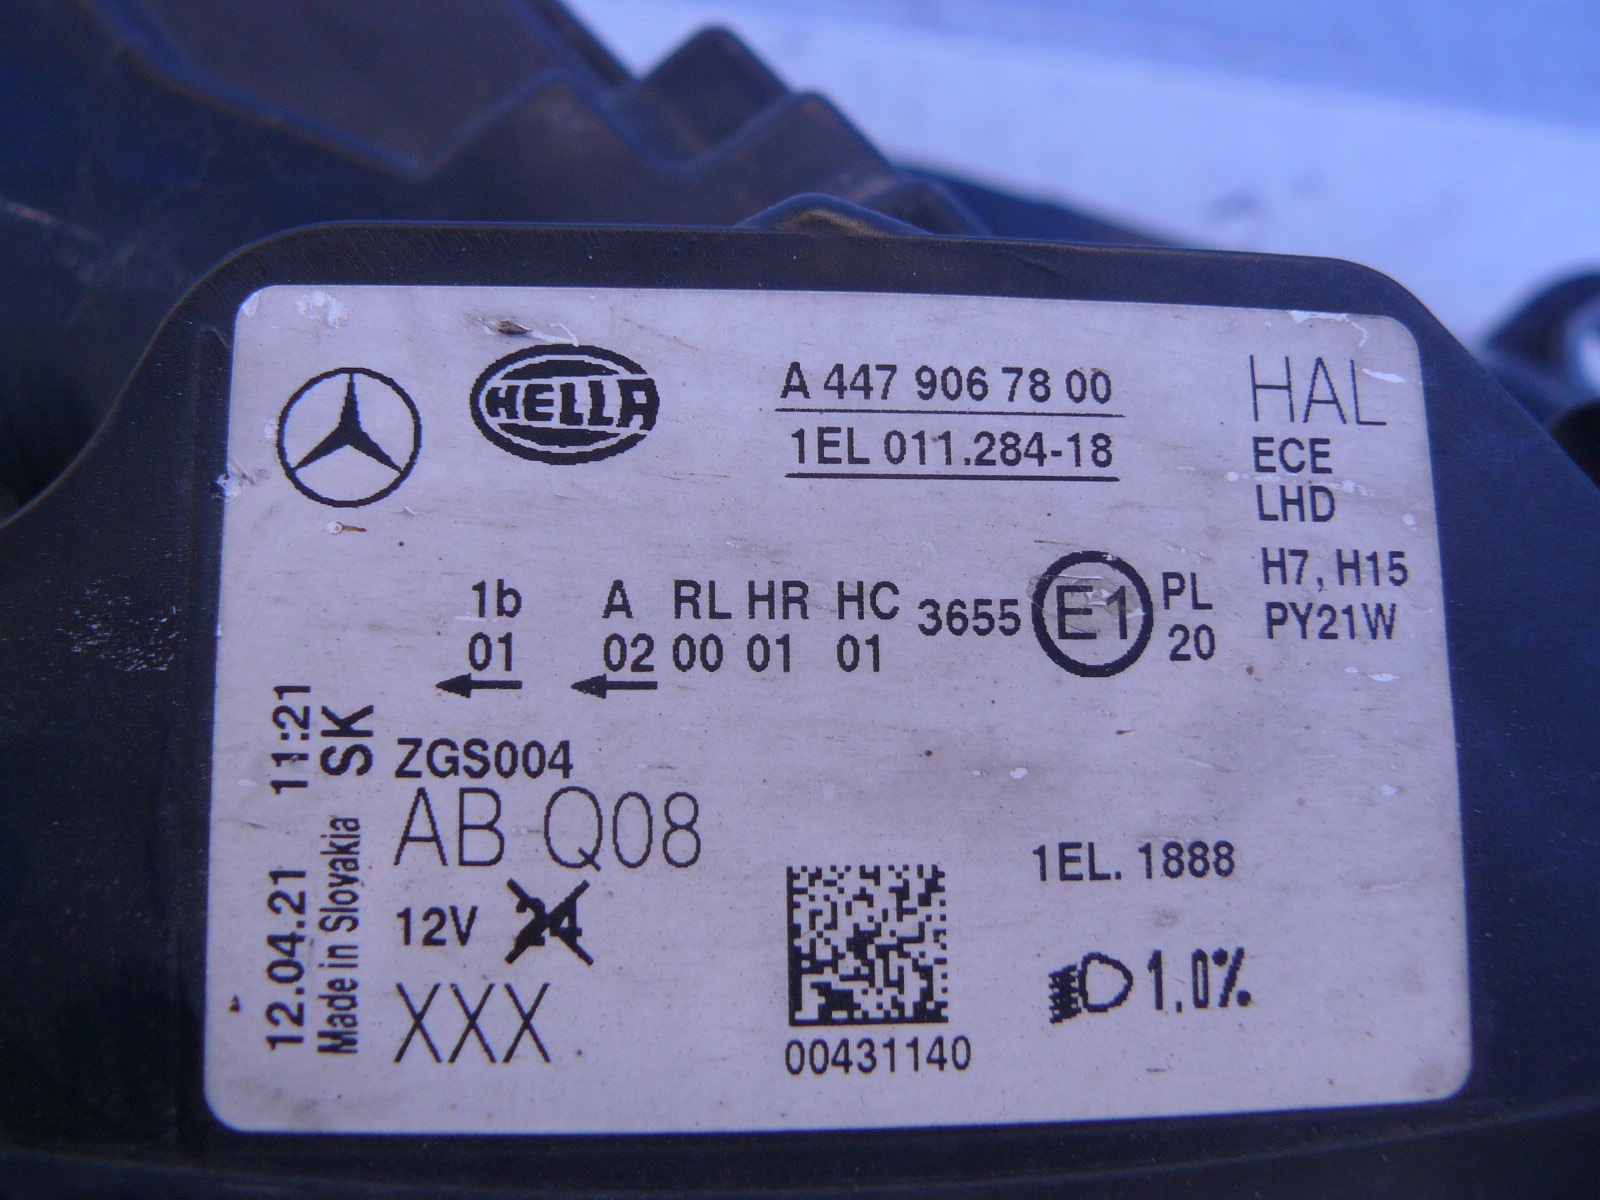 HELLA
A 447 906 78 00
1EL 011.284-18
HAL
ECE
LHD
H7, H15
PY21W
1b A RL HR HC 3655 E1 PL
01 02 00 01 01 20
12.04.21 11:21
Made in Slovakia SK
ZGS004
AB Q08
12V 24
XXX
00431140
1EL. 1888
1.0%